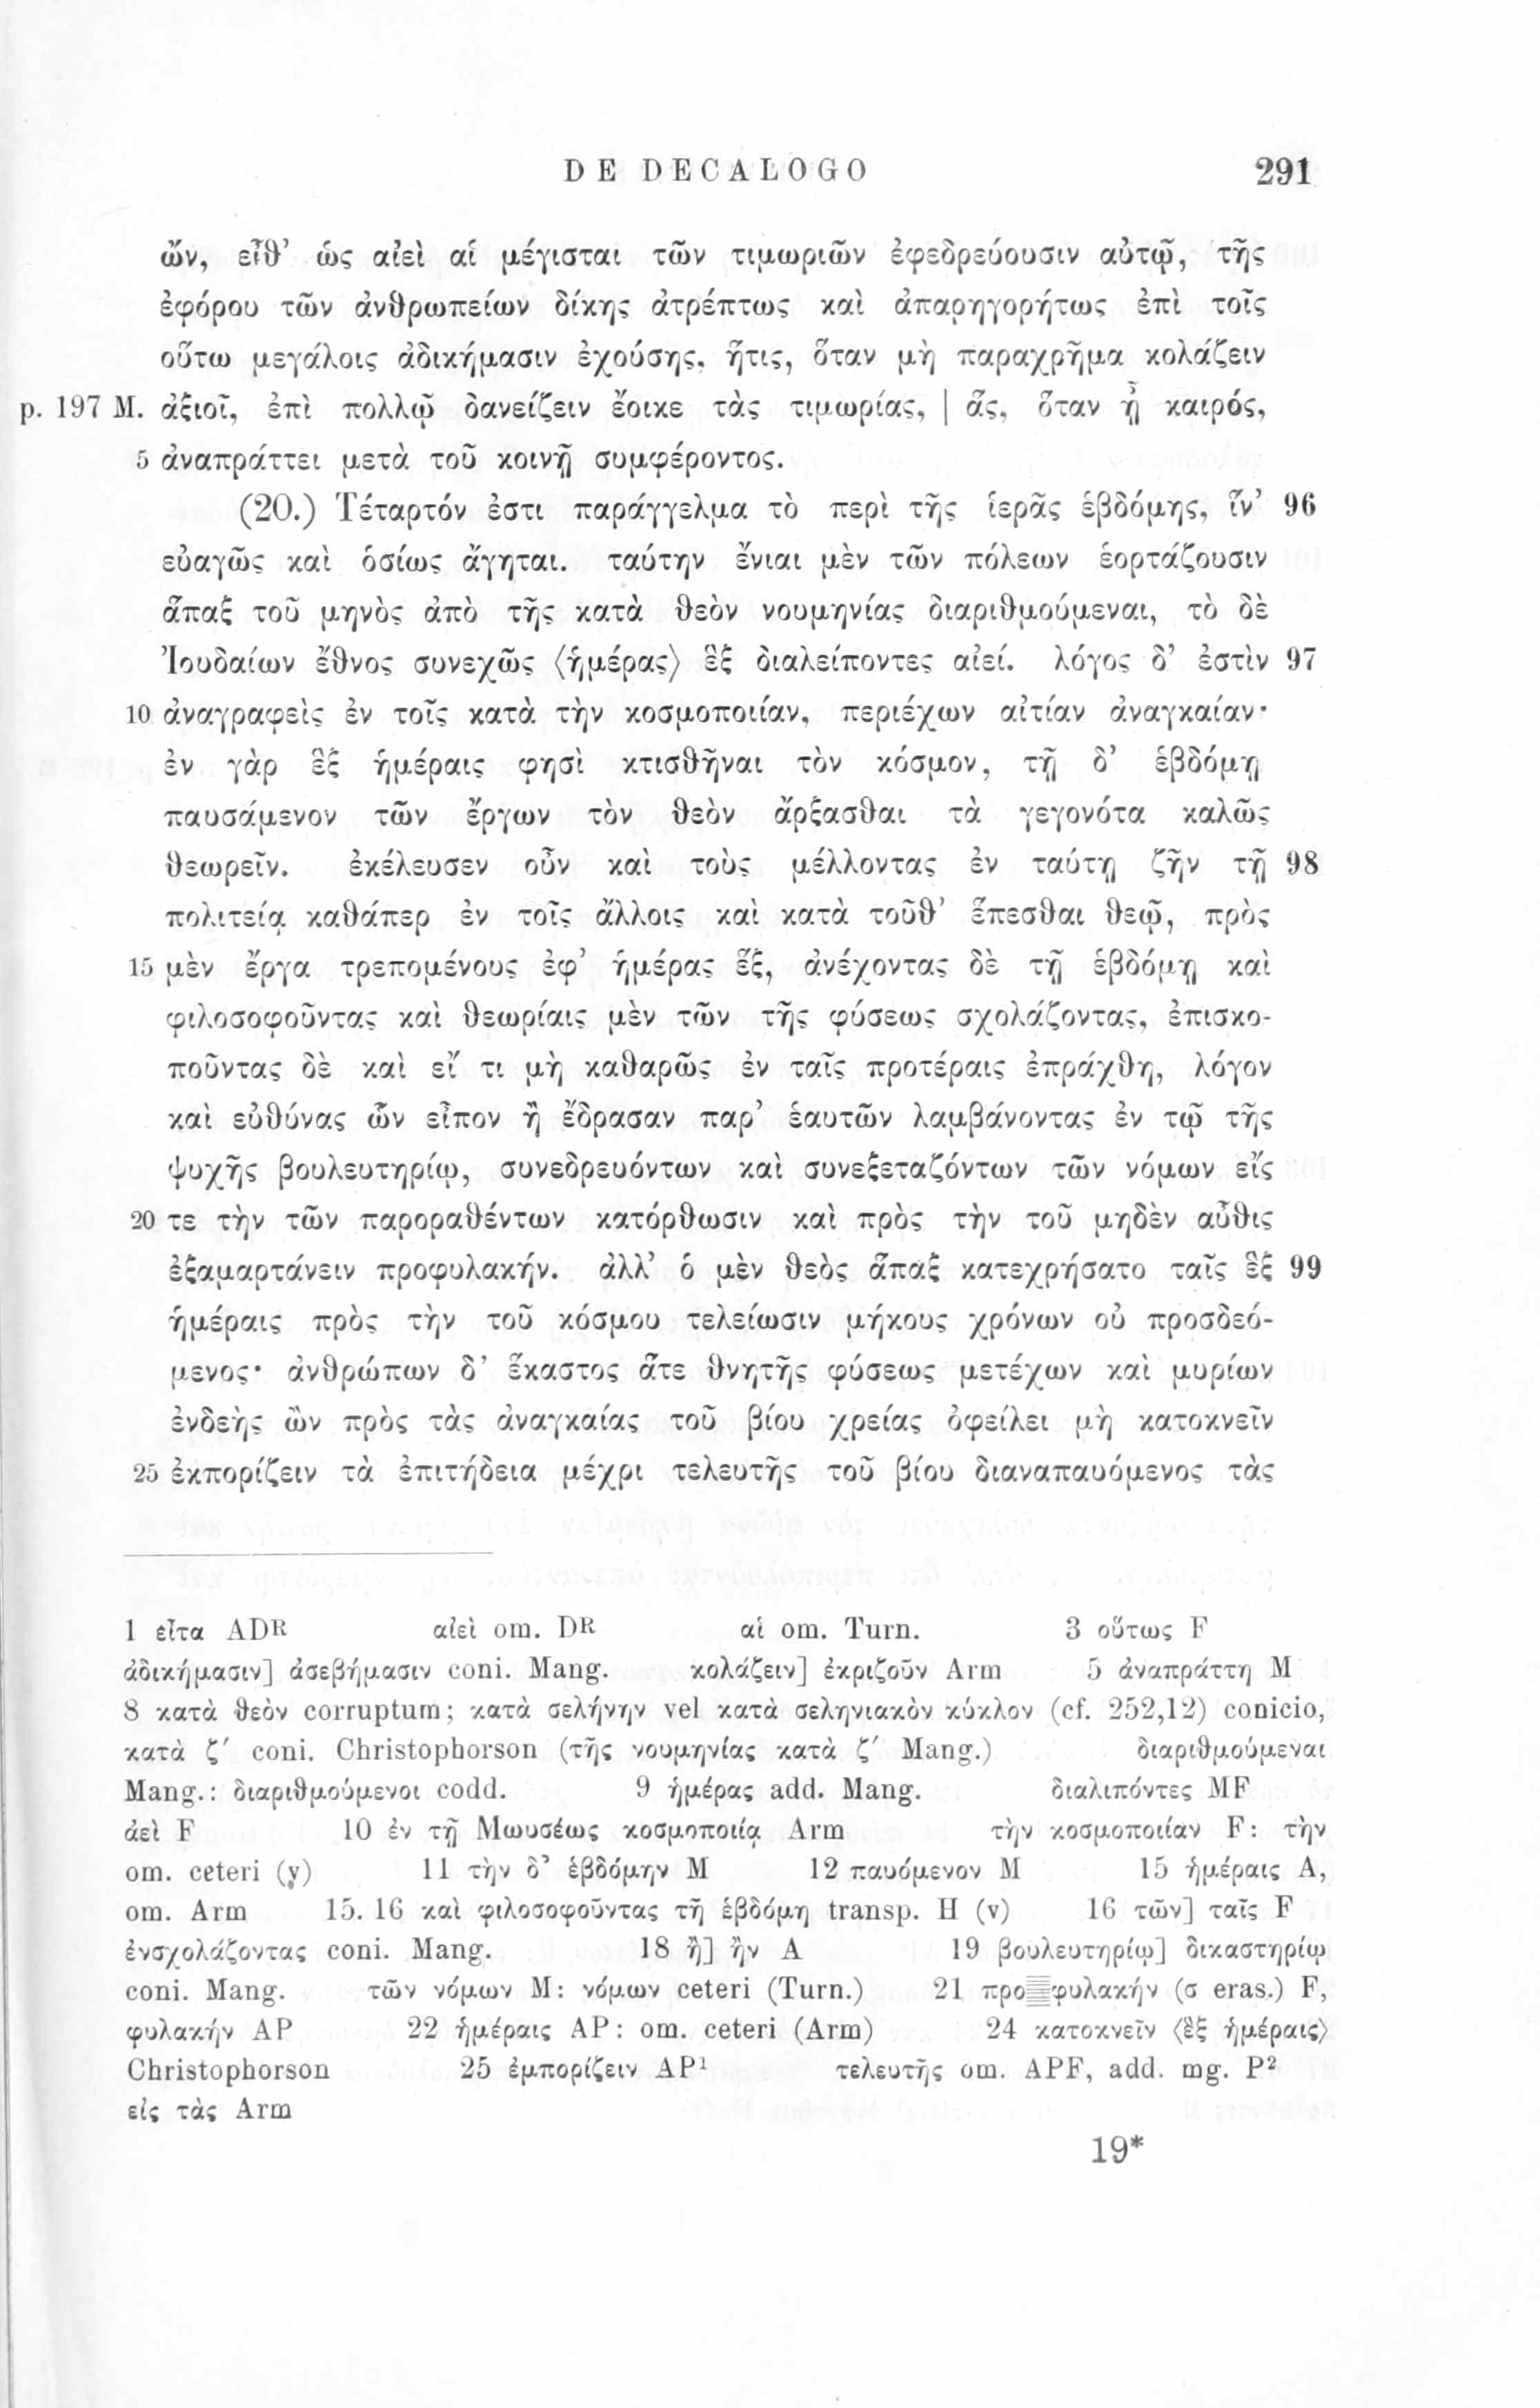 DE DECALOGO 291
ὤν, εἶθ’ ὡς αἰεὶ αἱ μέγισται τῶν τιμωριῶν ἐφεδρεύουσιν αὐτῷ, τῆς
ἐφόρου τῶν ἀνθρωπείων δίκης ἀτρέπτως καὶ ἀπαρηγορήτως ἐπὶ τοῖς
οὕτω μεγάλοις ἀδικήμασιν ἐχούσης, ἥτις, ὅταν μὴ παραχρῆμα κολάζειν
p. 197 M. ἀξιοῖ, ἐπὶ πολλῷ δανείζειν ἔοικε τὰς τιμωρίας, | ἅς, ὅταν ᾖ καιρός,
5 ἀναπράττει μετὰ τοῦ κοινῇ συμφέροντος.
(20.) Τέταρτόν ἐστι παράγγελμα τὸ περὶ τῆς ἱερᾶς ἑβδόμης, ἵν’ 96
εὐαγῶς καὶ ὁσίως ἄγηται. ταύτην ἔνιαι μὲν τῶν πόλεων ἑορτάζουσιν
ἅπαξ τοῦ μηνὸς ἀπὸ τῆς κατὰ θεὸν νουμηνίας διαριθμούμεναι, τὸ δὲ
Ἰουδαίων ἔθνος συνεχῶς ⟨ἡμέρας⟩ ἓξ διαλείποντες αἰεί. λόγος δ’ ἐστὶν 97
10 ἀναγραφεὶς ἐν τοῖς κατὰ τὴν κοσμοποιίαν, περιέχων αἰτίαν ἀναγκαίαν·
ἐν γὰρ ἓξ ἡμέραις φησὶ κτισθῆναι τὸν κόσμον, τῇ δ’ ἑβδόμῃ
παυσάμενον τῶν ἔργων τὸν θεὸν ἄρξασθαι τὰ γεγονότα καλῶς
θεωρεῖν. ἐκέλευσεν οὖν καὶ τοὺς μέλλοντας ἐν ταύτῃ ζῆν τῇ 98
πολιτείᾳ καθάπερ ἐν τοῖς ἄλλοις καὶ κατὰ τοῦθ’ ἕπεσθαι θεῷ, πρὸς
15 μὲν ἔργα τρεπομένους ἐφ’ ἡμέρας ἕξ, ἀνέχοντας δὲ τῇ ἑβδόμῃ καὶ
φιλοσοφοῦντας καὶ θεωρίαις μὲν τῶν τῆς φύσεως σχολάζοντας, ἐπισκο-
ποῦντας δὲ καὶ εἴ τι μὴ καθαρῶς ἐν ταῖς προτέραις ἐπράχθη, λόγον
καὶ εὐθύνας ὧν εἶπον ἢ ἔδρασαν παρ’ ἑαυτῶν λαμβάνοντας ἐν τῷ τῆς
ψυχῆς βουλευτηρίῳ, συνεδρευόντων καὶ συνεξεταζόντων τῶν νόμων εἴς
20 τε τὴν τῶν παροραθέντων κατόρθωσιν καὶ πρὸς τὴν τοῦ μηδὲν αὖθις
ἐξαμαρτάνειν προφυλακήν. ἀλλ’ ὁ μὲν θεὸς ἅπαξ κατεχρήσατο ταῖς ἓξ 99
ἡμέραις πρὸς τὴν τοῦ κόσμου τελείωσιν μήκους χρόνων οὐ προσδεό-
μενος· ἀνθρώπων δ’ ἕκαστος ἅτε θνητῆς φύσεως μετέχων καὶ μυρίων
ἐνδεὴς ὢν πρὸς τὰς ἀναγκαίας τοῦ βίου χρείας ὀφείλει μὴ κατοκνεῖν
25 ἐκπορίζειν τὰ ἐπιτήδεια μέχρι τελευτῆς τοῦ βίου διαναπαυόμενος τὰς
1 εἶτα ADR αἰεὶ om. DR αἱ om. Turn. 3 οὕτως F
ἀδικήμασιν] ἀσεβήμασιν coni. Mang. κολάζειν] ἐκριζοῦν Arm 5 ἀναπράττῃ M
8 κατὰ θεὸν corruptum; κατὰ σελήνην vel κατὰ σεληνιακὸν κύκλον (cf. 252,12) conicio,
κατὰ ζ′ coni. Christophorson (τῆς νουμηνίας κατὰ ζ′ Mang.) διαριθμούμεναι
Mang.: διαριθμούμενοι codd. 9 ἡμέρας add. Mang. διαλιπόντες MF
ἀεὶ F 10 ἐν τῇ Μωυσέως κοσμοποιίᾳ Arm τὴν κοσμοποιίαν F: τὴν
om. ceteri (γ) 11 τὴν δ’ ἑβδόμην M 12 παυόμενον M 15 ἡμέραις A,
om. Arm 15. 16 καὶ φιλοσοφοῦντας τῇ ἑβδόμῃ transp. H (v) 16 τῶν] ταῖς F
ἐνσχολάζοντας coni. Mang. 18 ἢ] ἣν A 19 βουλευτηρίῳ] δικαστηρίῳ
coni. Mang. τῶν νόμων M: νόμων ceteri (Turn.) 21 προ φυλακήν (σ eras.) F,
φυλακήν AP 22 ἡμέραις AP: om. ceteri (Arm) 24 κατοκνεῖν ⟨ἓξ ἡμέραις⟩
Christophorson 25 ἐμπορίζειν AP¹ τελευτῆς om. APF, add. mg. P²
εἰς τὰς Arm
19*